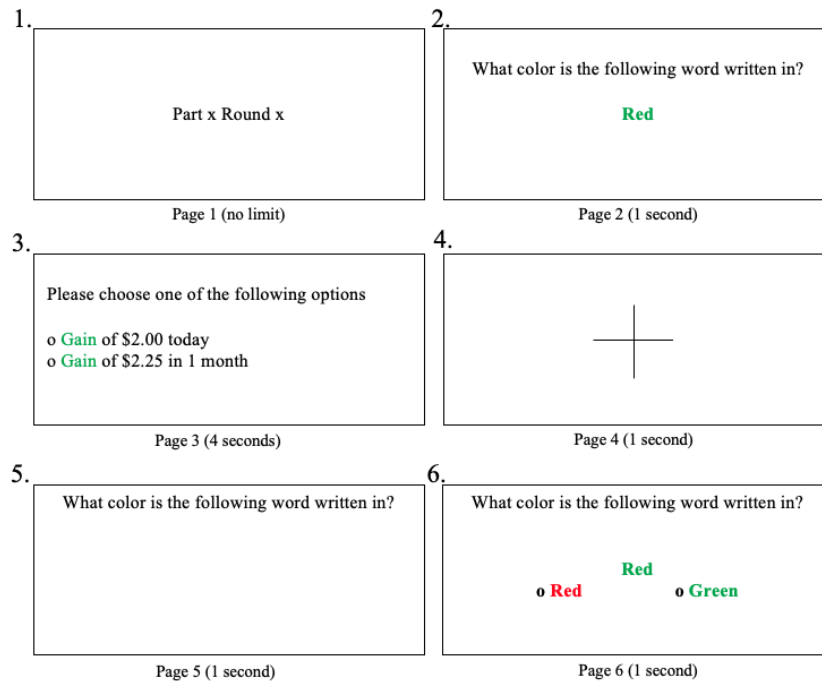 1.
Part x Round x
Page 1 (no limit)
2.
What color is the following word written in?
Red
Page 2 (1 second)
3.
Please choose one of the following options
o Gain of $2.00 today
o Gain of $2.25 in 1 month
Page 3 (4 seconds)
4.
Page 4 (1 second)
5.
What color is the following word written in?
Page 5 (1 second)
6.
What color is the following word written in?
Red
o Red o Green
Page 6 (1 second)